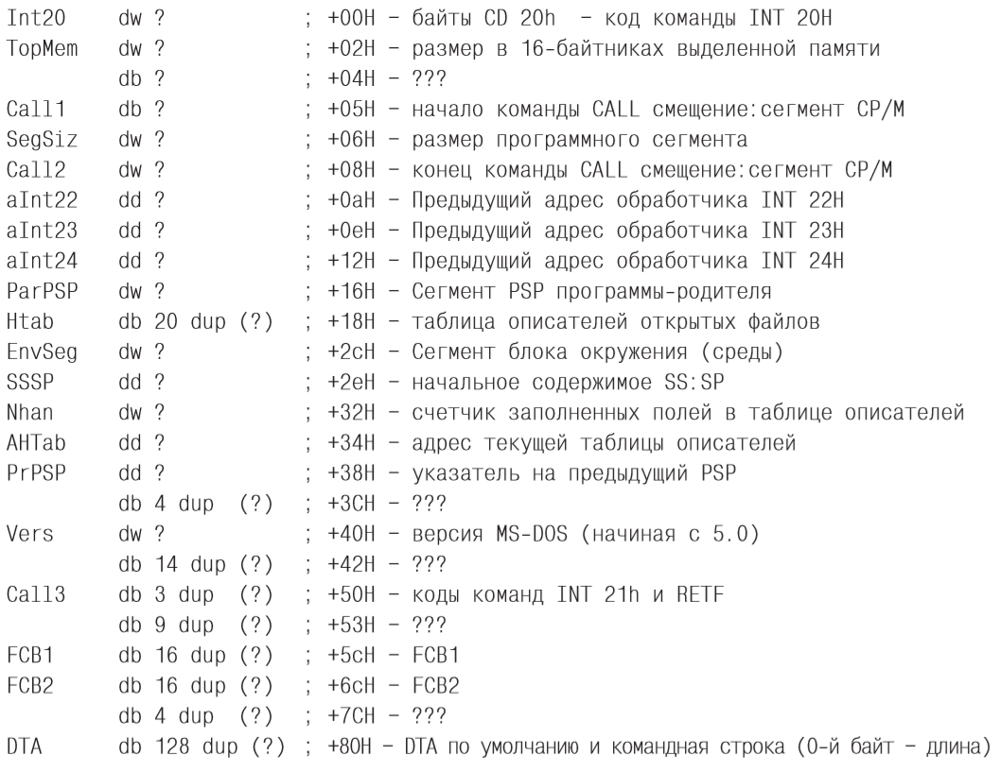 Int20 dw ? ; +00H – байты CD 20h – код команды INT 20H
TopMem dw ? ; +02H – размер в 16-байтниках выделенной памяти
db ? ; +04H – ???
Call1 db ? ; +05H – начало команды CALL смещение:сегмент CP/M
SegSiz dw ? ; +06H – размер программного сегмента
Call2 dw ? ; +08H – конец команды CALL смещение:сегмент CP/M
aInt22 dd ? ; +0aH – Предыдущий адрес обработчика INT 22H
aInt23 dd ? ; +0eH – Предыдущий адрес обработчика INT 23H
aInt24 dd ? ; +12H – Предыдущий адрес обработчика INT 24H
ParPSP dw ? ; +16H – Сегмент PSP программы-родителя
Htab db 20 dup (?) ; +18H – таблица описателей открытых файлов
EnvSeg dw ? ; +2cH – Сегмент блока окружения (среды)
SSSP dd ? ; +2eH – начальное содержимое SS:SP
Nhan dw ? ; +32H – счетчик заполненных полей в таблице описателей
AHTab dd ? ; +34H – адрес текущей таблицы описателей
PrPSP dd ? ; +38H – указатель на предыдущий PSP
db 4 dup (?) ; +3CH – ???
Vers dw ? ; +40H – версия MS-DOS (начиная с 5.0)
db 14 dup (?) ; +42H – ???
Call3 db 3 dup (?) ; +50H – коды команд INT 21h и RETF
db 9 dup (?) ; +53H – ???
FCB1 db 16 dup (?) ; +5cH – FCB1
FCB2 db 16 dup (?) ; +6cH – FCB2
db 4 dup (?) ; +7CH – ???
DTA db 128 dup (?) ; +80H – DTA по умолчанию и командная строка (0-й байт – длина)